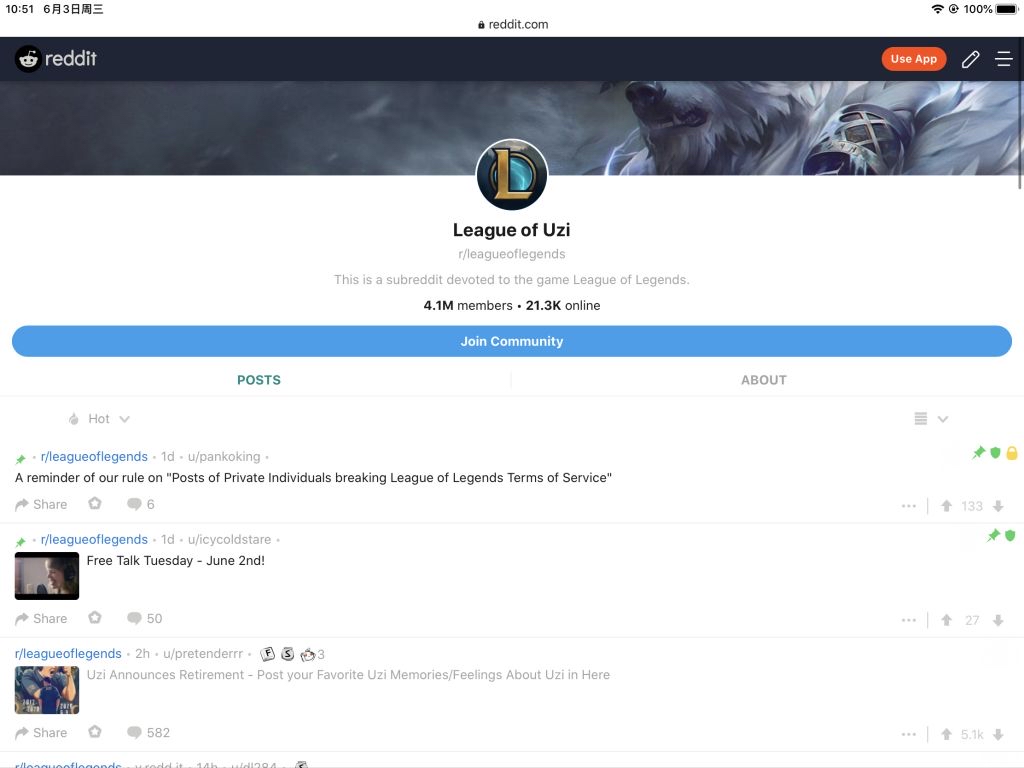 10:51 6月3日周三 100%
reddit.com
reddit Use App
League of Uzi
r/leagueoflegends
This is a subreddit devoted to the game League of Legends.
4.1M members • 21.3K online
Join Community
POSTS ABOUT
Hot
• r/leagueoflegends • 1d • u/pankoking •
A reminder of our rule on "Posts of Private Individuals breaking League of Legends Terms of Service"
Share 6 ••• 133
• r/leagueoflegends • 1d • u/icycoldstare •
Free Talk Tuesday - June 2nd!
Share 50 ••• 27
r/leagueoflegends • 2h • u/pretenderrr • F S 3
Uzi Announces Retirement - Post your Favorite Uzi Memories/Feelings About Uzi in Here
Share 582 ••• 5.1k
r/leagueoflegends • v.redd.it • 14h • u/dl284 • S